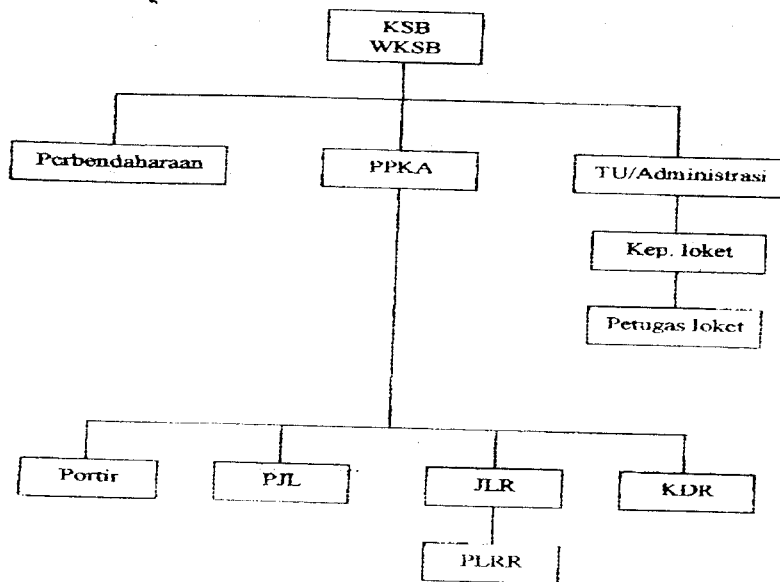 KSB
WKSB
Perbendaharaan
PPKA
TU/Administrasi
Kep. loket
Petugas loket
Portir
PJL
JLR
KDR
PLRR